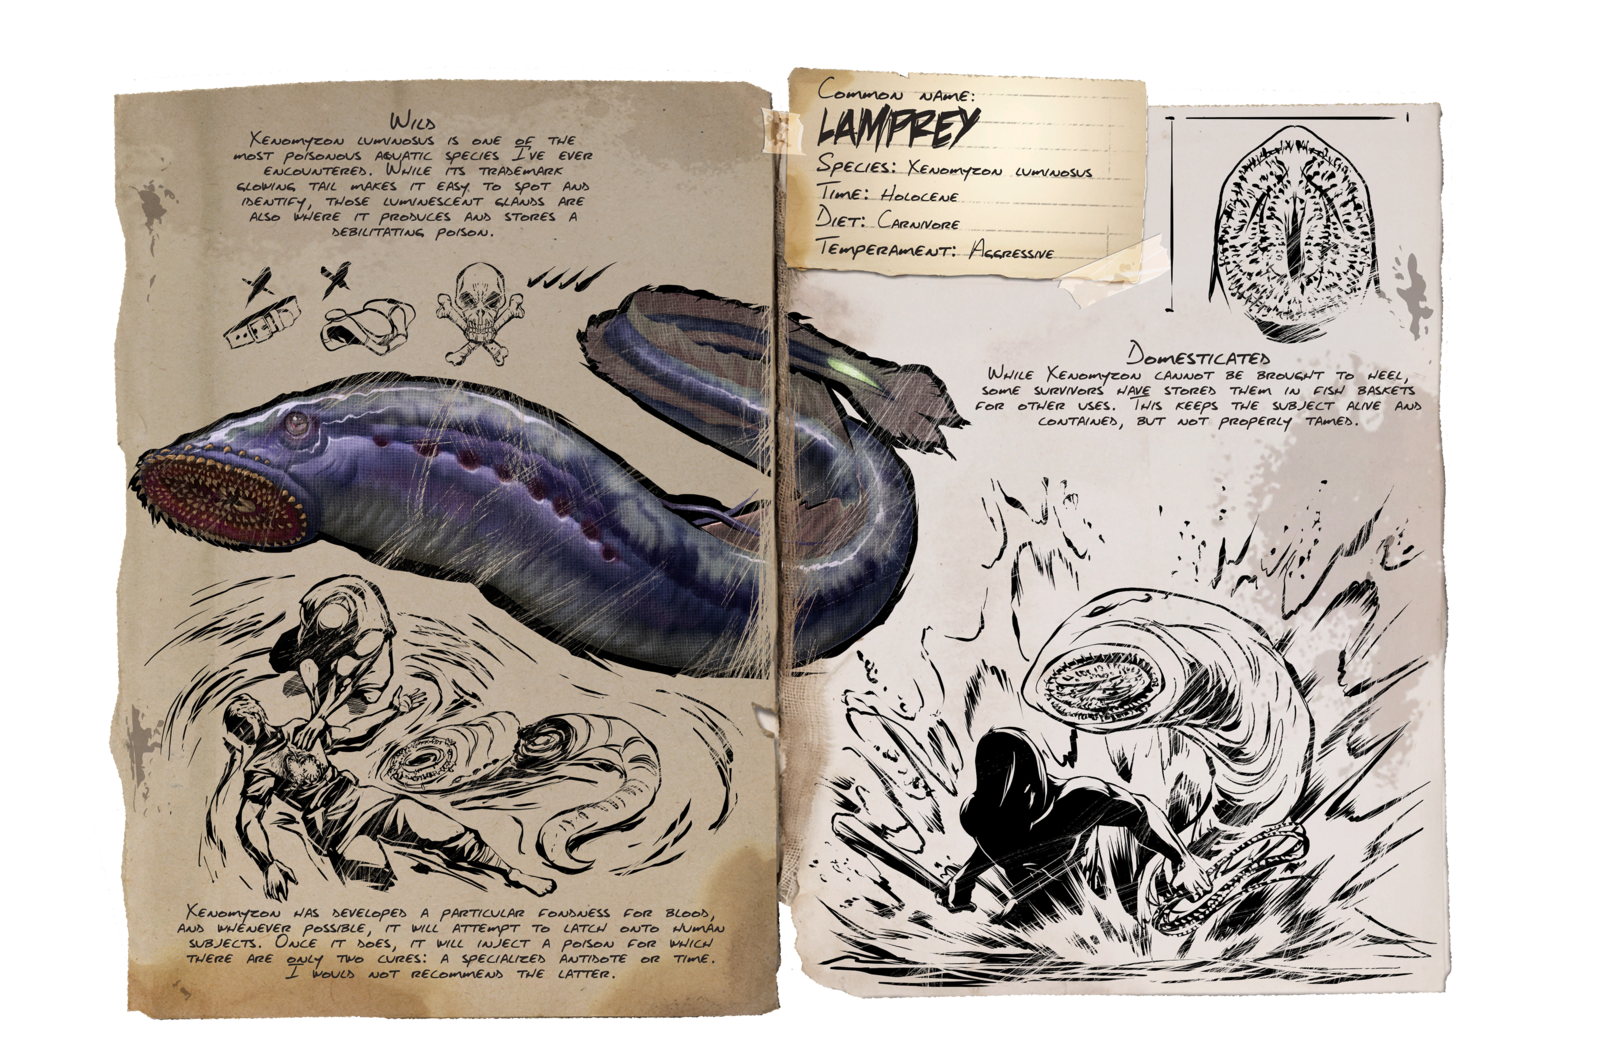 Wild
Xenomyzon luminosus is one of the
most poisonous aquatic species I've ever
encountered. While its trademark
glowing tail makes it easy to spot and
identify, those luminescent glands are
also where it produces and stores a
debilitating poison.
Xenomyzon has developed a particular fondness for blood,
and whenever possible, it will attempt to latch onto human
subjects. Once it does, it will inject a poison for which
there are only two cures: a specialized antidote or time.
I would not recommend the latter.
Common name:
LAMPREY
Species: Xenomyzon luminosus
Time: Holocene
Diet: Carnivore
Temperament: Aggressive
Domesticated
While Xenomyzon cannot be brought to heel,
some survivors have stored them in fish baskets
for other uses. This keeps the subject alive and
contained, but not properly tamed.